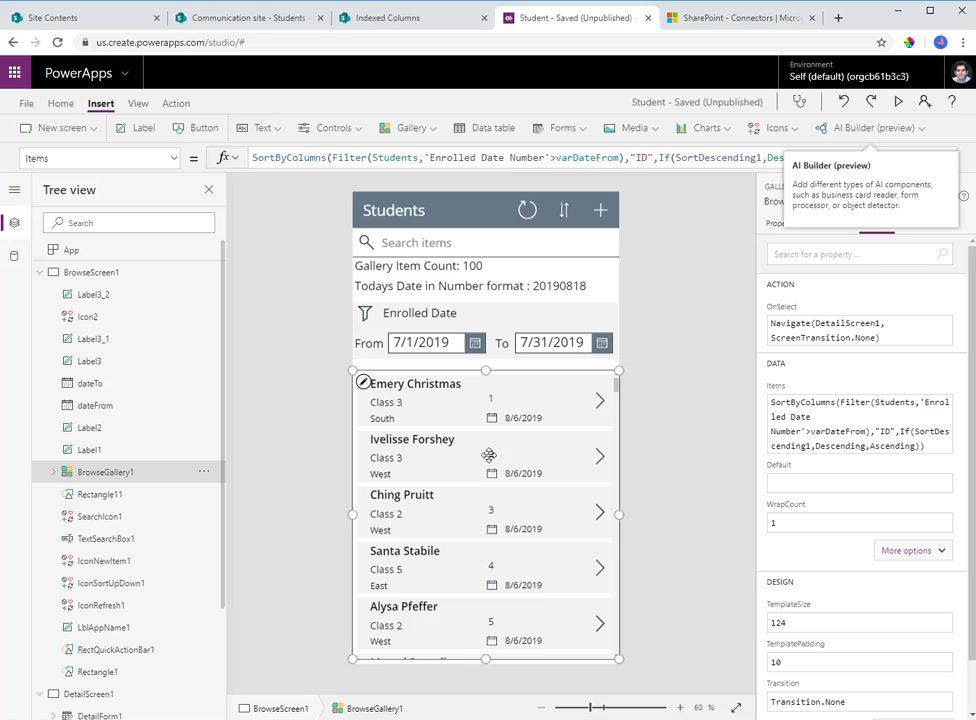 Site Contents
Communication site - Students -
Indexed Columns
Student - Saved (Unpublished) -
SharePoint - Connectors | Micro
us.create.powerapps.com/studio/#
PowerApps
Environment
Self (default) (orgcb61b3c3)
File Home Insert View Action
Student - Saved (Unpublished)
New screen Label Button Text Controls Gallery Data table Forms Media Charts Icons AI Builder (preview)
Items = fx SortByColumns(Filter(Students,'Enrolled Date Number'>varDateFrom),"ID",If(SortDescending1,Des
AI Builder (preview)
Add different types of AI components,
such as business card reader, form
processor, or object detector.
Tree view
Search
App
BrowseScreen1
Label3_2
Icon2
Label3_1
Label3
dateTo
dateFrom
Label2
Label1
BrowseGallery1 ...
Rectangle11
SearchIcon1
TextSearchBox1
IconNewItem1
IconSortUpDown1
IconRefresh1
LblAppName1
RectQuickActionBar1
Rectangle1
DetailScreen1
DetailForm1
Students
Search items
Gallery Item Count: 100
Todays Date in Number format : 20190818
Enrolled Date
From 7/1/2019 To 7/31/2019
Emery Christmas
Class 3 1
South 8/6/2019
Ivelisse Forshey
Class 3
West 8/6/2019
Ching Pruitt
Class 2 3
West 8/6/2019
Santa Stabile
Class 5 4
East 8/6/2019
Alysa Pfeffer
Class 2 5
West 8/6/2019
BrowseScreen1 BrowseGallery1
60 %
GALL
Brow
Prope
Search for a property ...
ACTION
OnSelect
Navigate(DetailScreen1,
ScreenTransition.None)
DATA
Items
SortByColumns(Filter(Students,'Enrol
led Date
Number'>varDateFrom),"ID",If(SortDes
cending1,Descending,Ascending))
Default
WrapCount
1
More options
DESIGN
TemplateSize
124
TemplatePadding
10
Transition
Transition.None